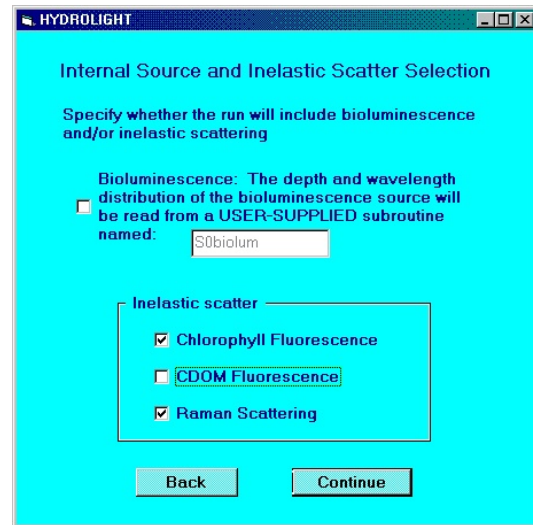 HYDROLIGHT
Internal Source and Inelastic Scatter Selection
Specify whether the run will include bioluminescence
and/or inelastic scattering
Bioluminescence: The depth and wavelength
distribution of the bioluminescence source will
be read from a USER-SUPPLIED subroutine
named: S0biolum
Inelastic scatter
Chlorophyll Fluorescence
CDOM Fluorescence
Raman Scattering
Back Continue